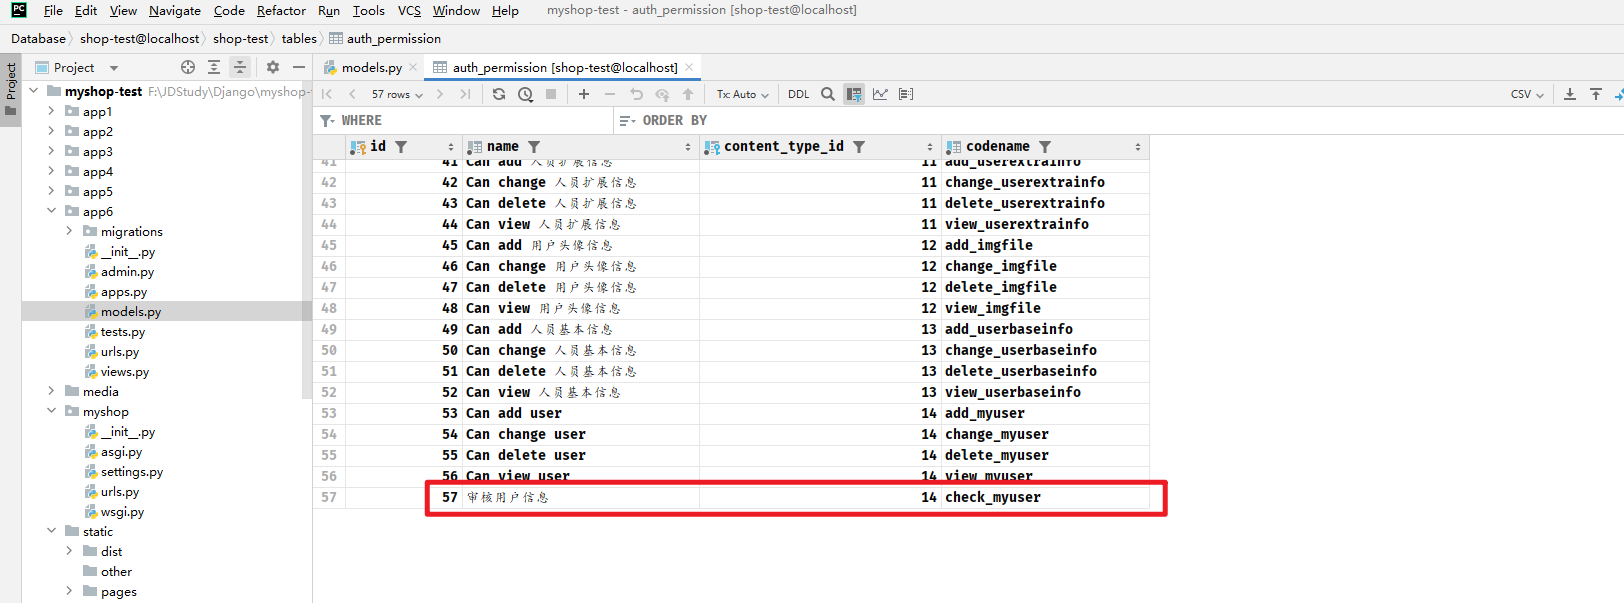 PC File Edit View Navigate Code Refactor Run Tools VCS Window Help myshop-test - auth_permission [shop-test@localhost]
Database shop-test@localhost shop-test tables auth_permission
Project
Project models.py auth_permission [shop-test@localhost]
myshop-test F:\JDStudy\Django\myshop-
57 rows Tx: Auto DDL CSV
app1
WHERE ORDER BY
app2
id name content_type_id codename
app3
41 41 Can add 人员扩展信息 11 add_userextrainfo
app4
42 42 Can change 人员扩展信息 11 change_userextrainfo
app5
43 43 Can delete 人员扩展信息 11 delete_userextrainfo
app6
44 44 Can view 人员扩展信息 11 view_userextrainfo
migrations
45 45 Can add 用户头像信息 12 add_imgfile
__init__.py
46 46 Can change 用户头像信息 12 change_imgfile
admin.py
47 47 Can delete 用户头像信息 12 delete_imgfile
apps.py
48 48 Can view 用户头像信息 12 view_imgfile
models.py
49 49 Can add 人员基本信息 13 add_userbaseinfo
tests.py
50 50 Can change 人员基本信息 13 change_userbaseinfo
urls.py
51 51 Can delete 人员基本信息 13 delete_userbaseinfo
views.py
52 52 Can view 人员基本信息 13 view_userbaseinfo
media
53 53 Can add user 14 add_myuser
myshop
54 54 Can change user 14 change_myuser
__init__.py
55 55 Can delete user 14 delete_myuser
asgi.py
56 56 Can view user 14 view_myuser
settings.py
57 57 审核用户信息 14 check_myuser
urls.py
wsgi.py
static
dist
other
pages